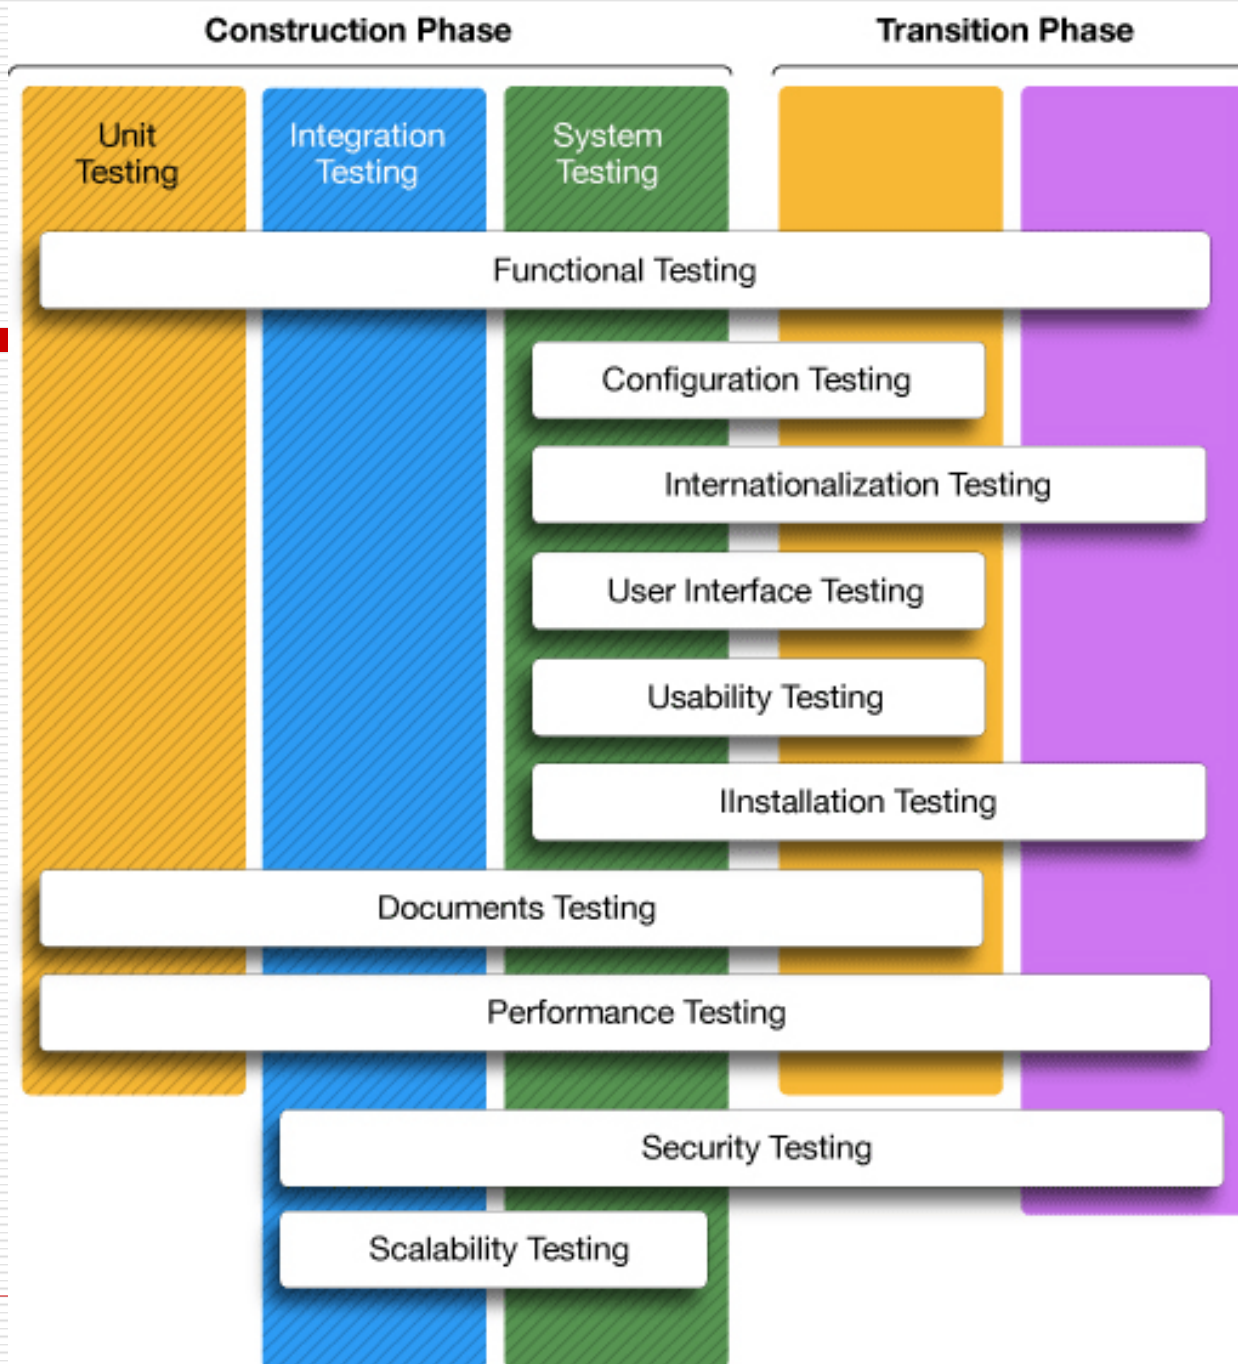 Construction Phase
Transition Phase
Unit
Testing
Integration
Testing
System
Testing
Functional Testing
Configuration Testing
Internationalization Testing
User Interface Testing
Usability Testing
IInstallation Testing
Documents Testing
Performance Testing
Security Testing
Scalability Testing